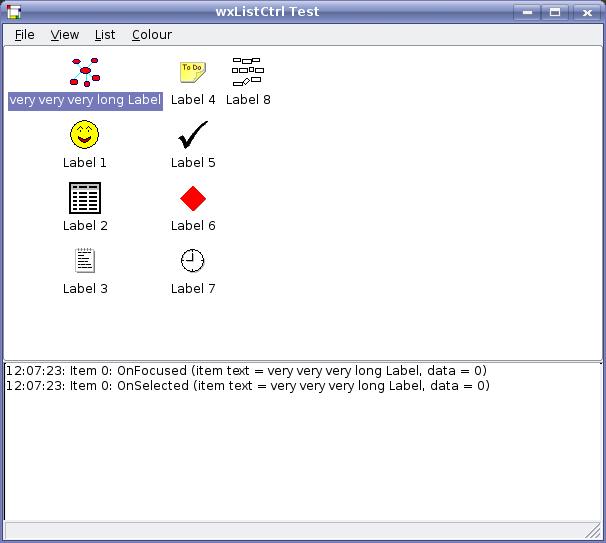 wxListCtrl Test
File View List Colour
To Do
very very very long Label Label 4 Label 8
Label 1 Label 5
Label 2 Label 6
Label 3 Label 7
12:07:23: Item 0: OnFocused (item text = very very very long Label, data = 0)
12:07:23: Item 0: OnSelected (item text = very very very long Label, data = 0)